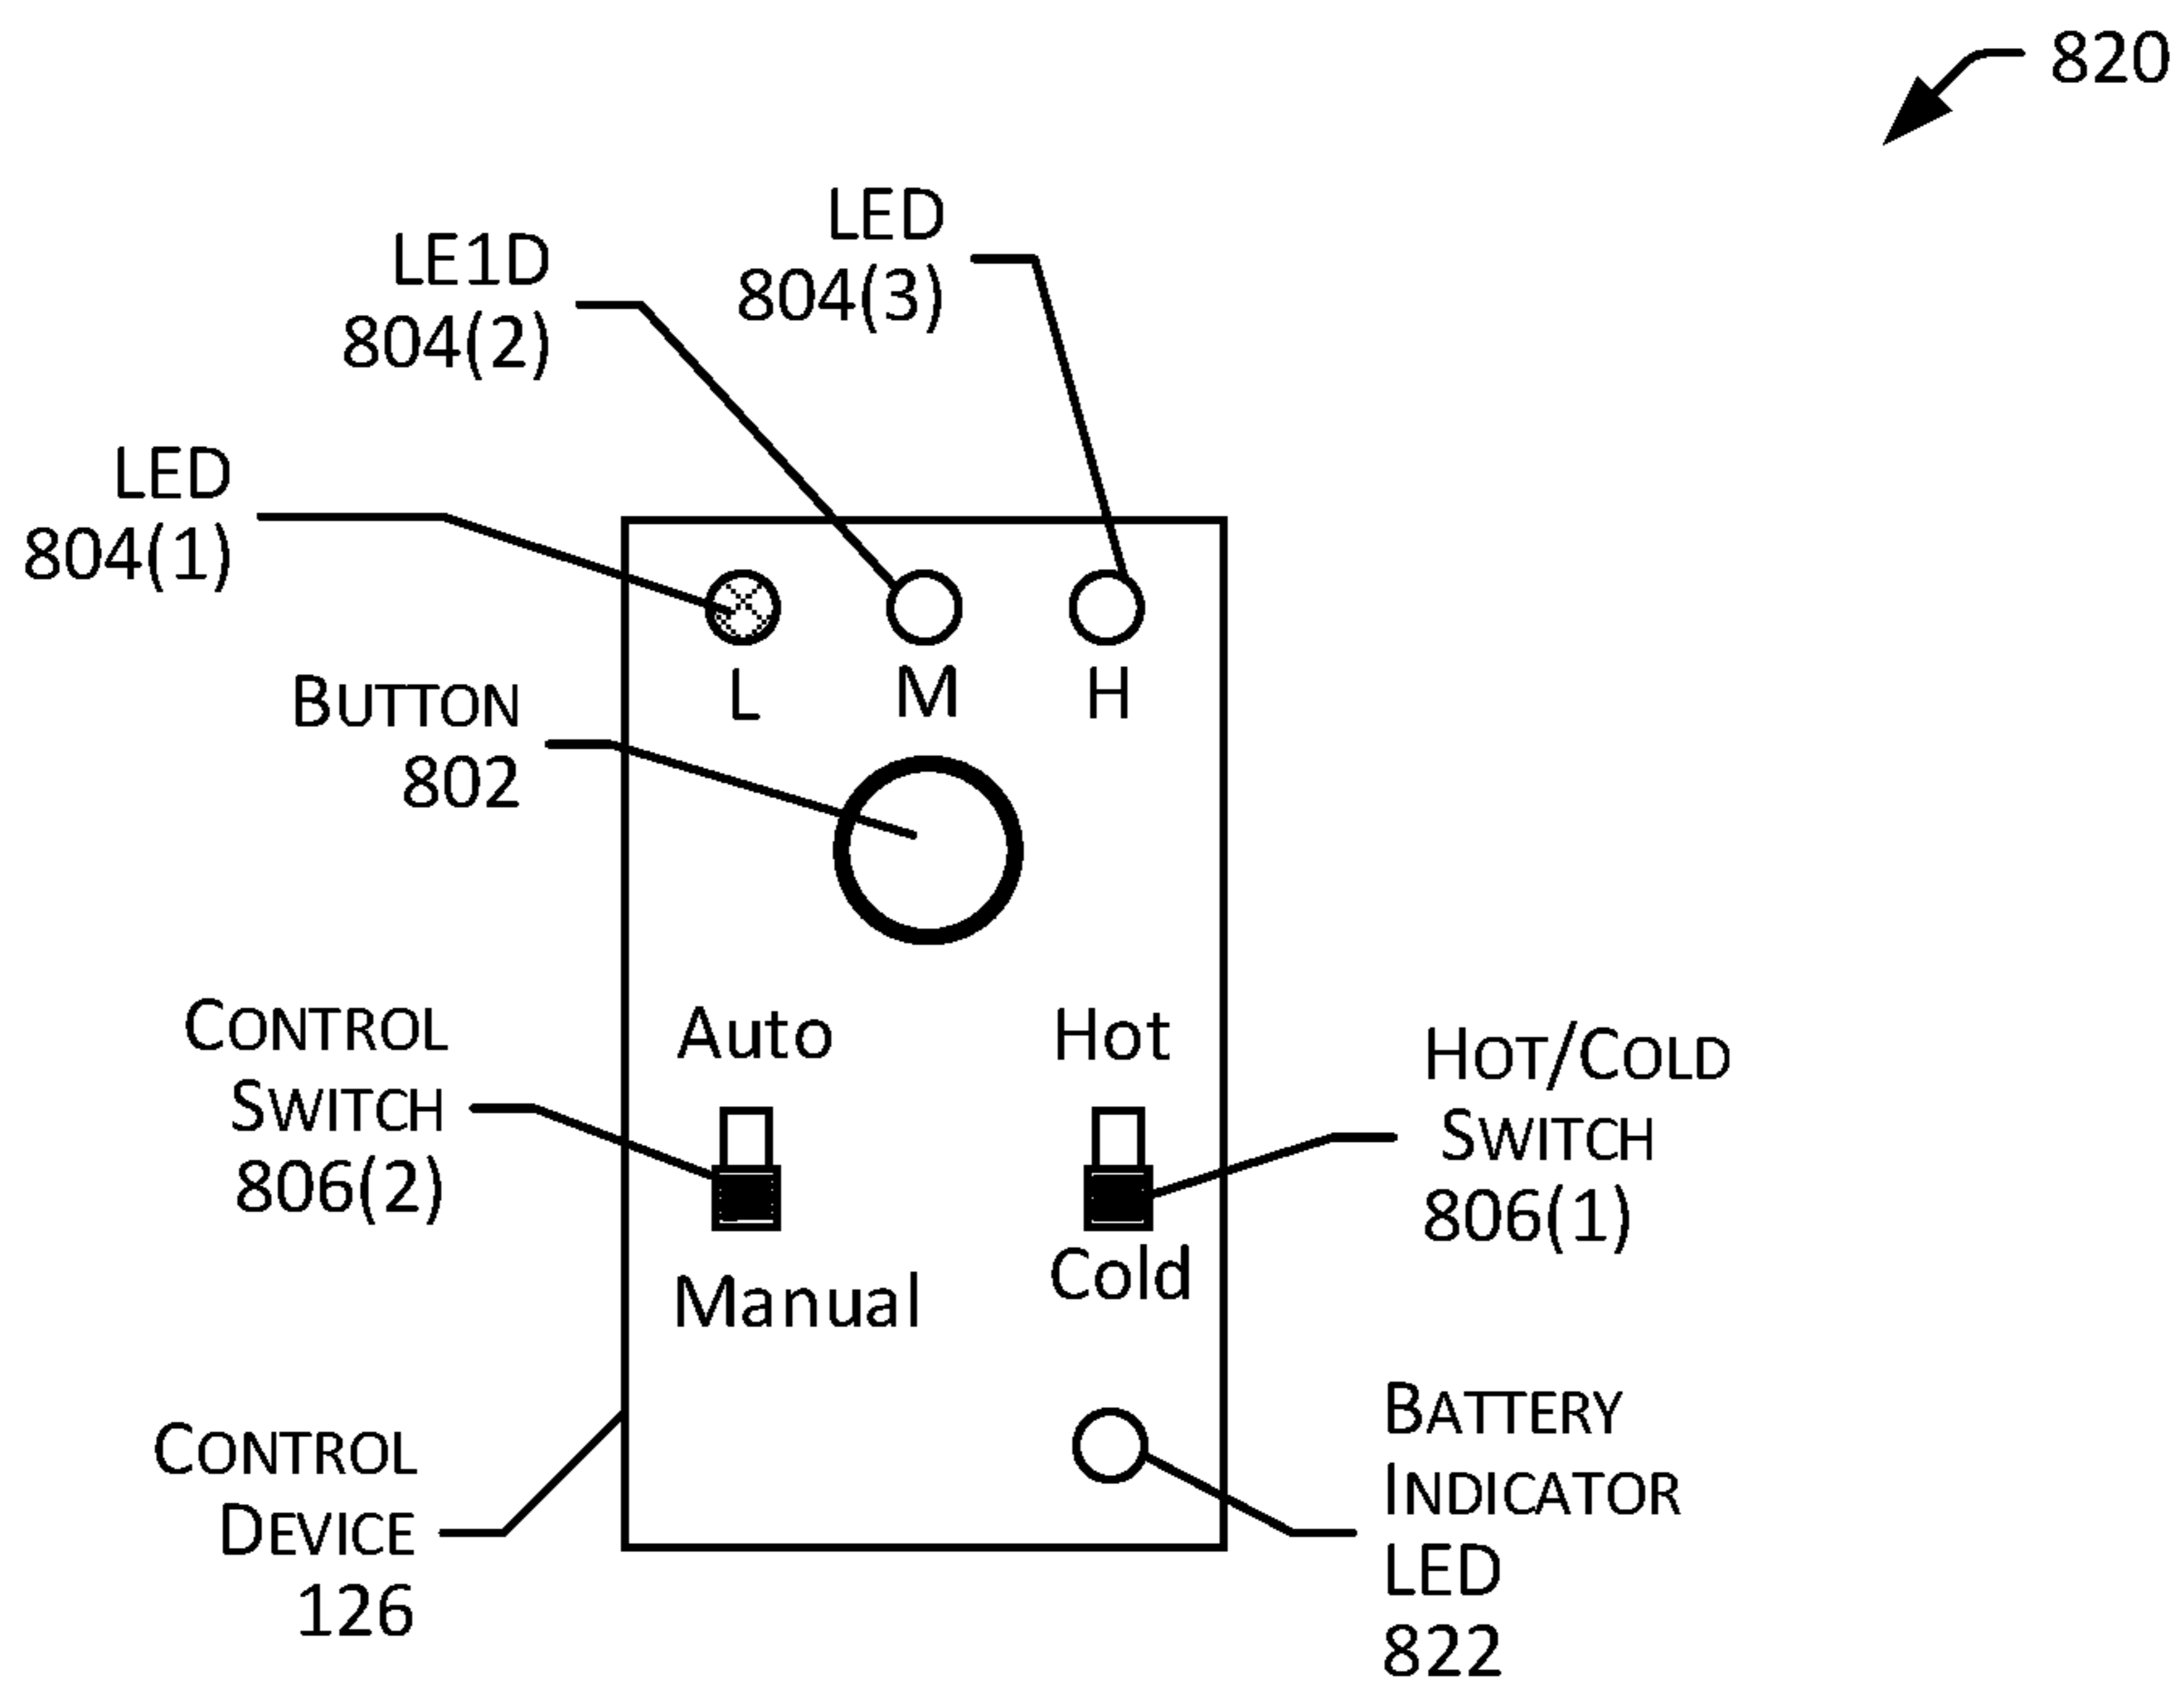 820
LED
804(3)
LE1D
804(2)
LED
804(1)
L M H
BUTTON
802
Auto Hot
CONTROL
SWITCH
806(2)
HOT/COLD
SWITCH
806(1)
Cold
Manual
CONTROL
DEVICE
126
BATTERY
INDICATOR
LED
822